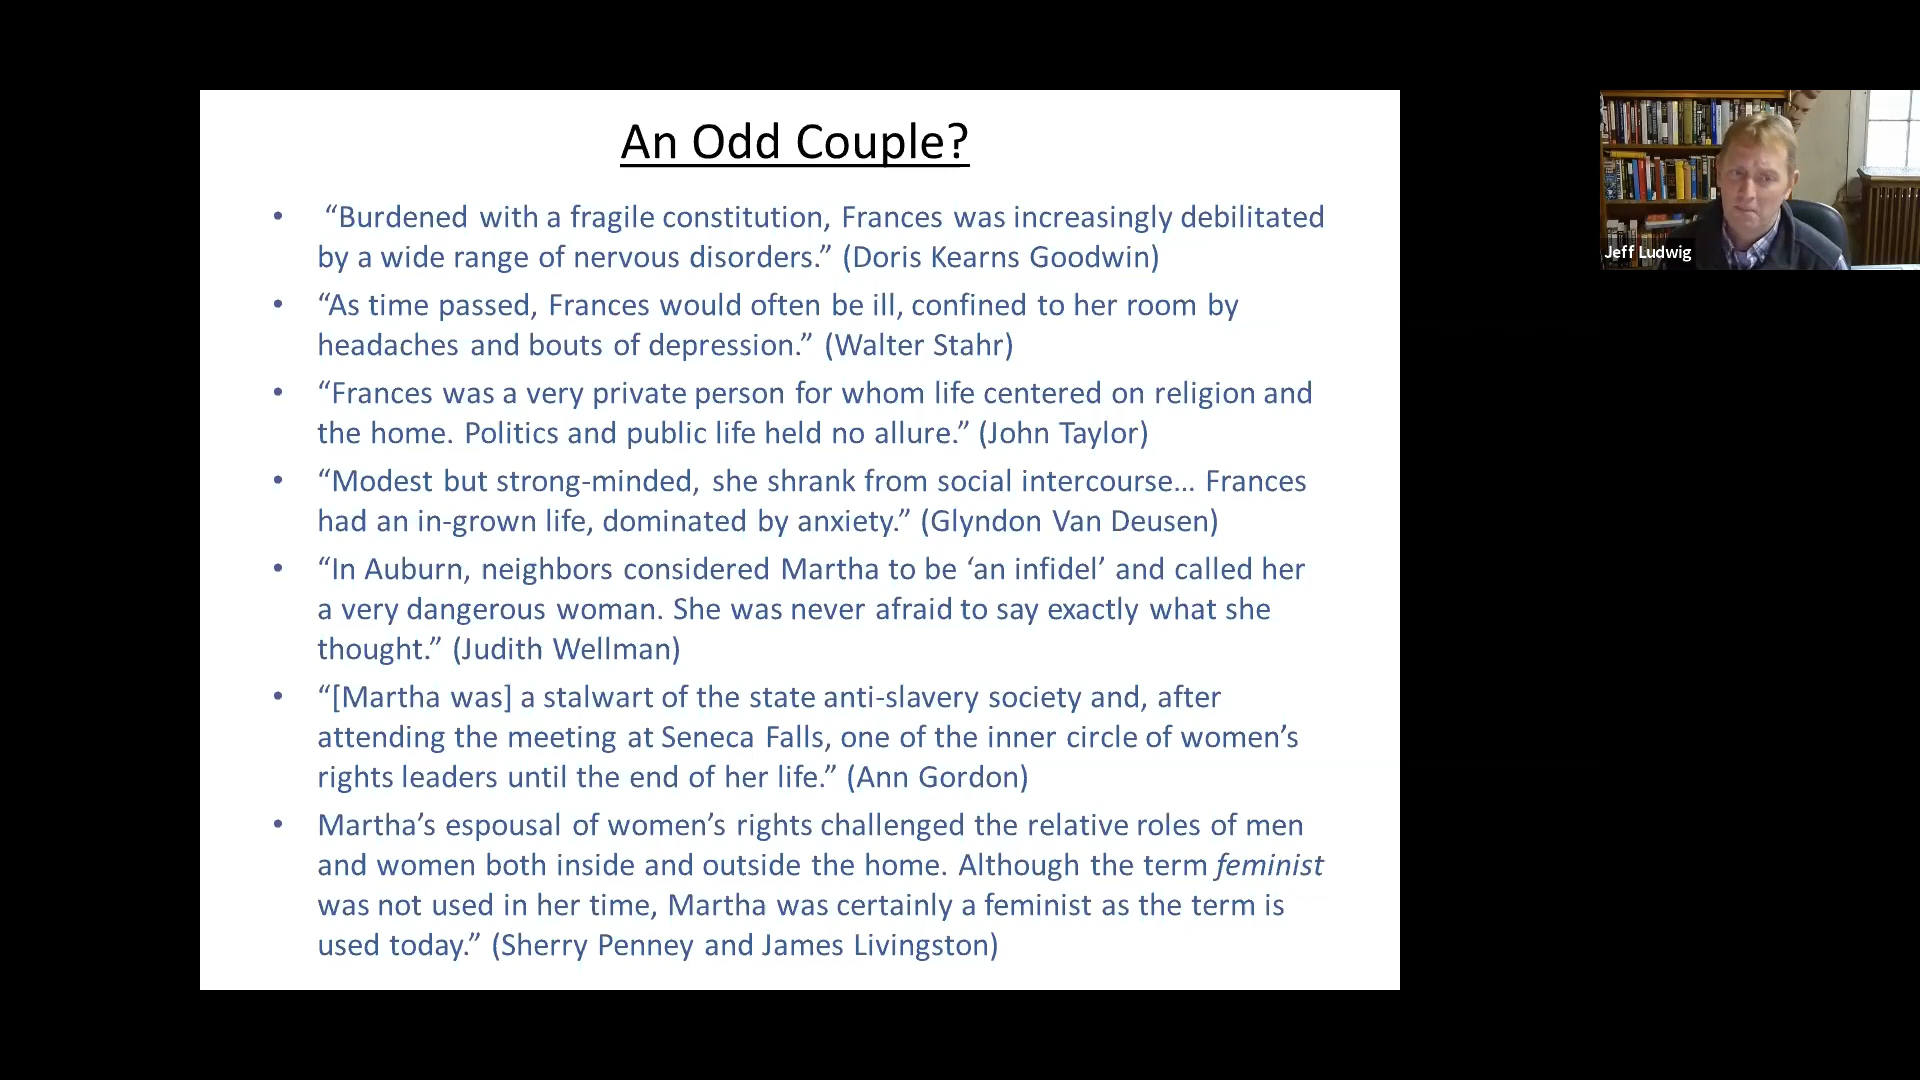 An Odd Couple?
• “Burdened with a fragile constitution, Frances was increasingly debilitated
by a wide range of nervous disorders.” (Doris Kearns Goodwin)
• “As time passed, Frances would often be ill, confined to her room by
headaches and bouts of depression.” (Walter Stahr)
• “Frances was a very private person for whom life centered on religion and
the home. Politics and public life held no allure.” (John Taylor)
• “Modest but strong-minded, she shrank from social intercourse… Frances
had an in-grown life, dominated by anxiety.” (Glyndon Van Deusen)
• “In Auburn, neighbors considered Martha to be ‘an infidel’ and called her
a very dangerous woman. She was never afraid to say exactly what she
thought.” (Judith Wellman)
• “[Martha was] a stalwart of the state anti-slavery society and, after
attending the meeting at Seneca Falls, one of the inner circle of women’s
rights leaders until the end of her life.” (Ann Gordon)
• Martha’s espousal of women’s rights challenged the relative roles of men
and women both inside and outside the home. Although the term feminist
was not used in her time, Martha was certainly a feminist as the term is
used today.” (Sherry Penney and James Livingston)
Jeff Ludwig